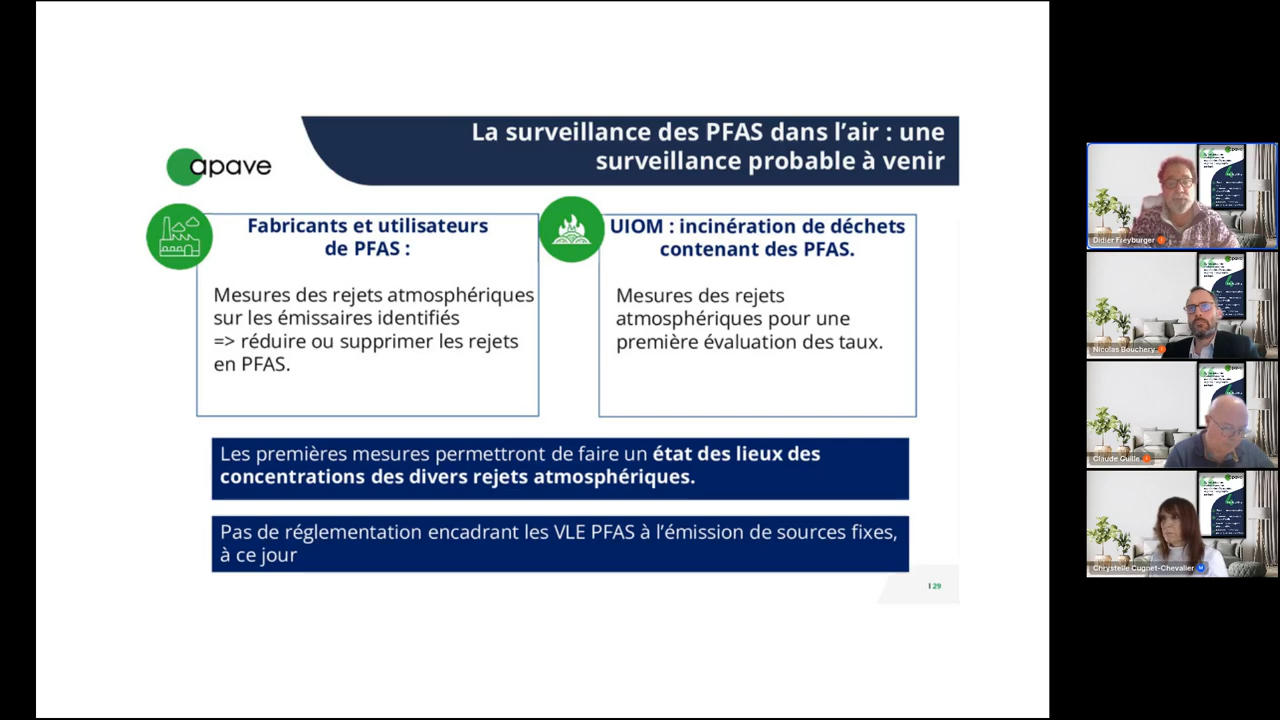 La surveillance des PFAS dans l'air : une
surveillance probable à venir
apave
Fabricants et utilisateurs
de PFAS :
Mesures des rejets atmosphériques
sur les émissaires identifiés
=> réduire ou supprimer les rejets
en PFAS.
UIOM : incinération de déchets
contenant des PFAS.
Mesures des rejets
atmosphériques pour une
première évaluation des taux.
Les premières mesures permettront de faire un état des lieux des
concentrations des divers rejets atmosphériques.
Pas de réglementation encadrant les VLE PFAS à l'émission de sources fixes,
à ce jour
29
Didier Freyburger
Nicolas Bouchery
Claude Guille
Chrystelle Cugnet-Chevalier